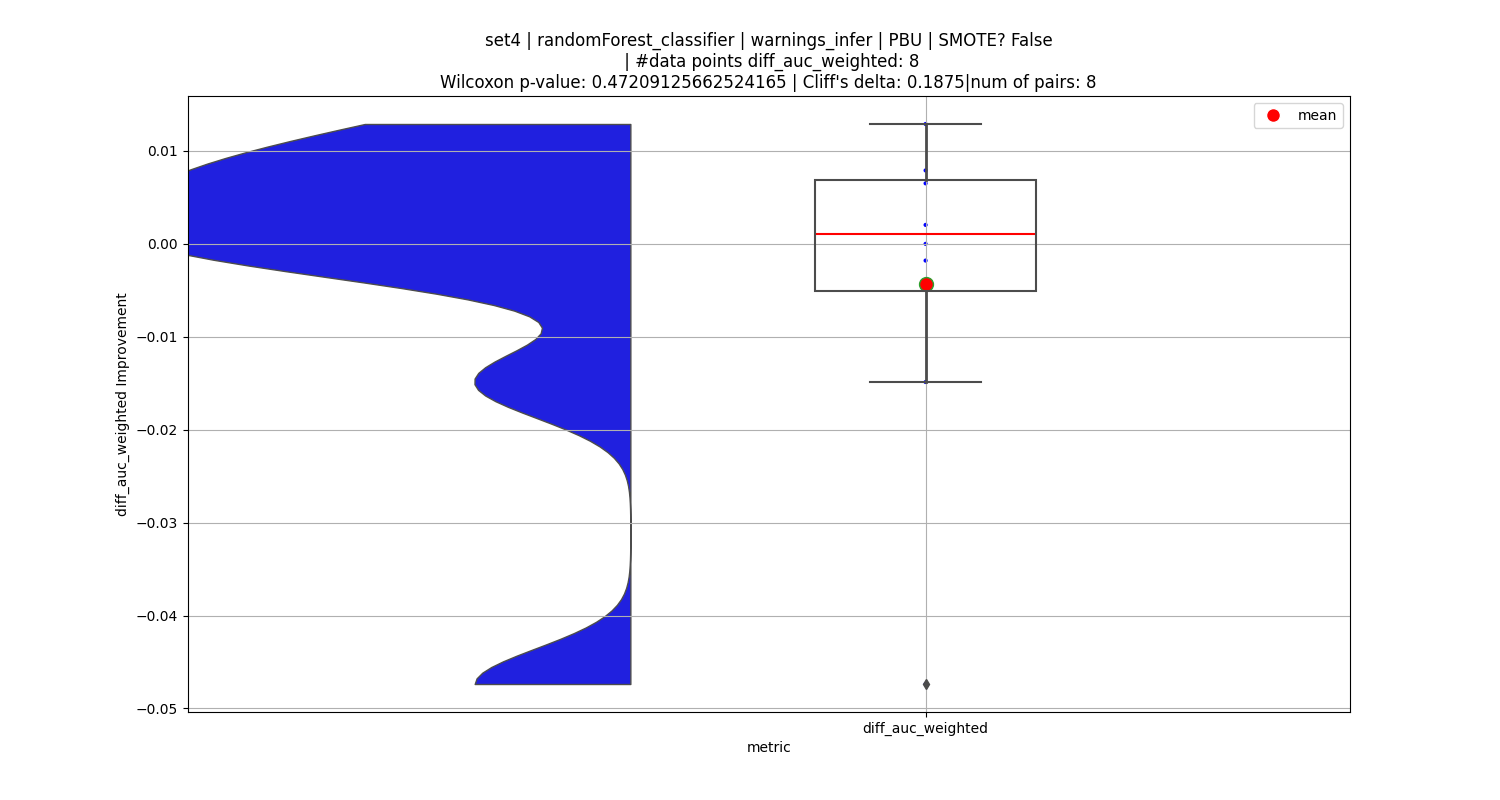 set4 | randomForest_classifier | warnings_infer | PBU | SMOTE? False
| #data points diff_auc_weighted: 8
Wilcoxon p-value: 0.47209125662524165 | Cliff's delta: 0.1875|num of pairs: 8
mean
0.01
0.00
−0.01
−0.02
−0.03
−0.04
−0.05
diff_auc_weighted Improvement
diff_auc_weighted
metric